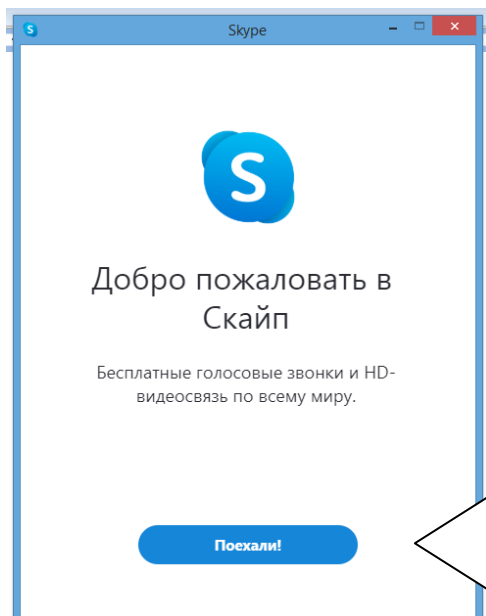 Skype
Добро пожаловать в
Скайп
Бесплатные голосовые звонки и HD-
видеосвязь по всему миру.
Поехали!